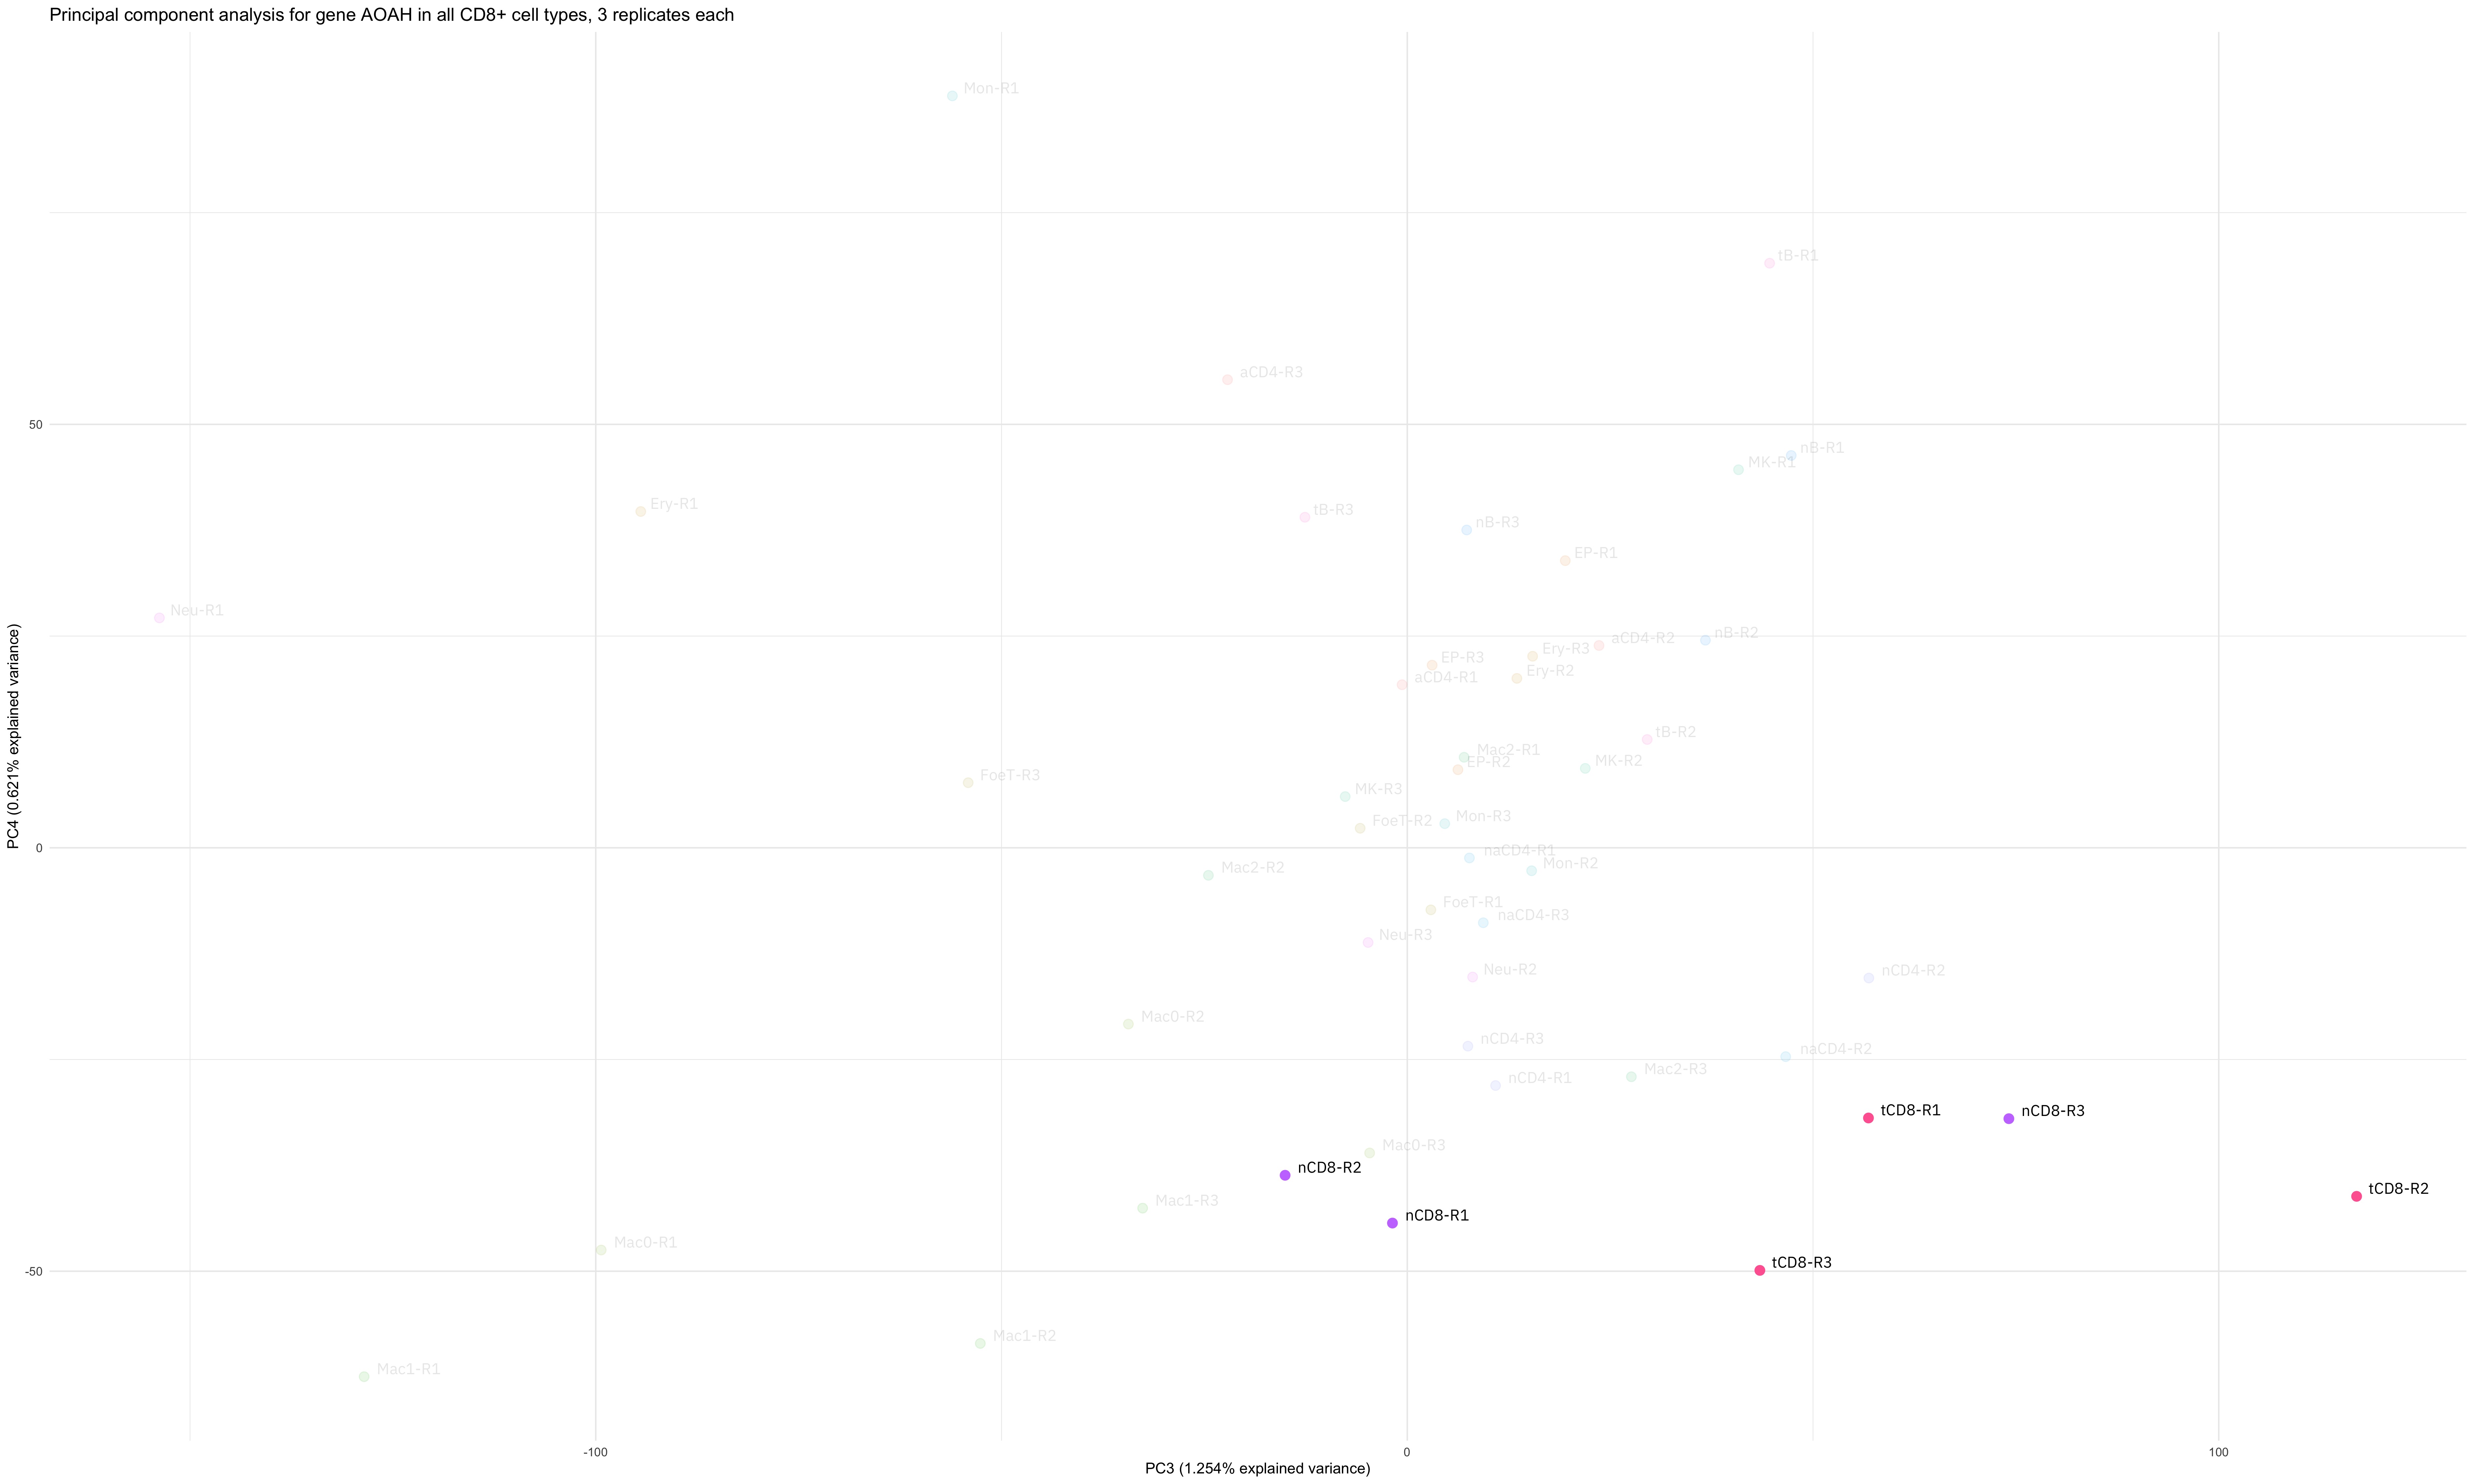 Principal component analysis for gene AOAH in all CD8+ cell types, 3 replicates each
Mon-R1
tB-R1
aCD4-R3
50
nB-R1
MK-R1
Ery-R1
tB-R3
nB-R3
EP-R1
Neu-R1
nB-R2
aCD4-R2
Ery-R3
EP-R3
Ery-R2
aCD4-R1
tB-R2
Mac2-R1
EP-R2
MK-R2
FoeT-R3
MK-R3
Mon-R3
FoeT-R2
0
naCD4-R1
Mon-R2
Mac2-R2
FoeT-R1
naCD4-R3
Neu-R3
Neu-R2
nCD4-R2
Mac0-R2
nCD4-R3
naCD4-R2
Mac2-R3
nCD4-R1
tCD8-R1
nCD8-R3
Mac0-R3
nCD8-R2
tCD8-R2
Mac1-R3
nCD8-R1
Mac0-R1
tCD8-R3
-50
Mac1-R2
Mac1-R1
-100
0
100
PC3 (1.254% explained variance)
PC4 (0.621% explained variance)